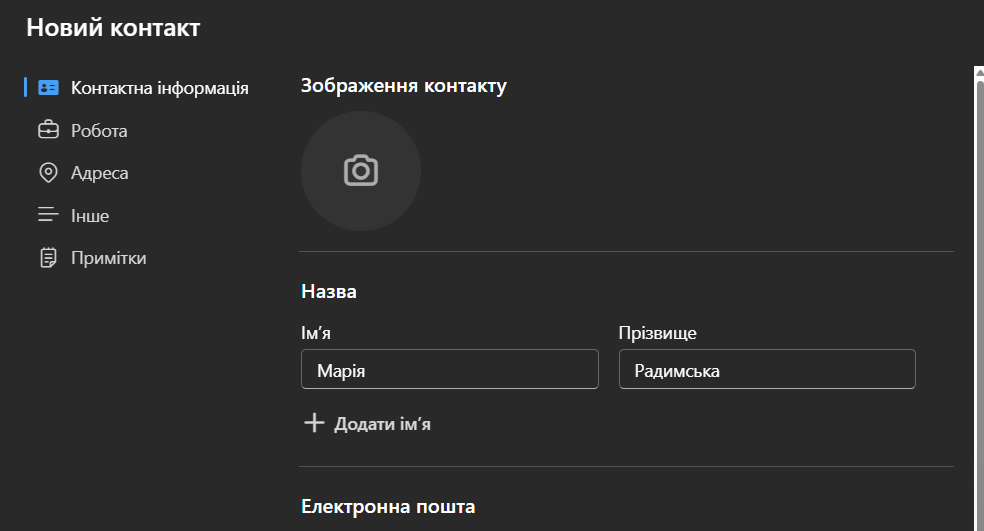 Новий контакт
Контактна інформація
Робота
Адреса
Інше
Примітки
Зображення контакту
Назва
Ім’я
Прізвище
Марія
Радимська
Додати ім’я
Електронна пошта